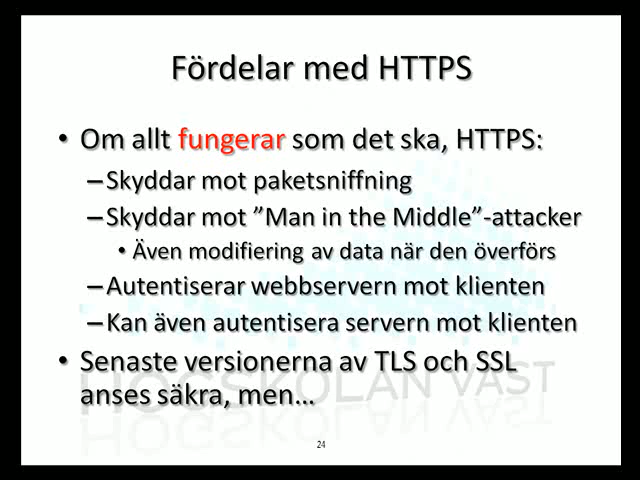 Fördelar med HTTPS
• Om allt fungerar som det ska, HTTPS:
–Skyddar mot paketsniffning
–Skyddar mot ”Man in the Middle”-attacker
• Även modifiering av data när den överförs
–Autentiserar webbservern mot klienten
–Kan även autentisera servern mot klienten
• Senaste versionerna av TLS och SSL
anses säkra, men...
HÖGSKOLAN VÄST
24